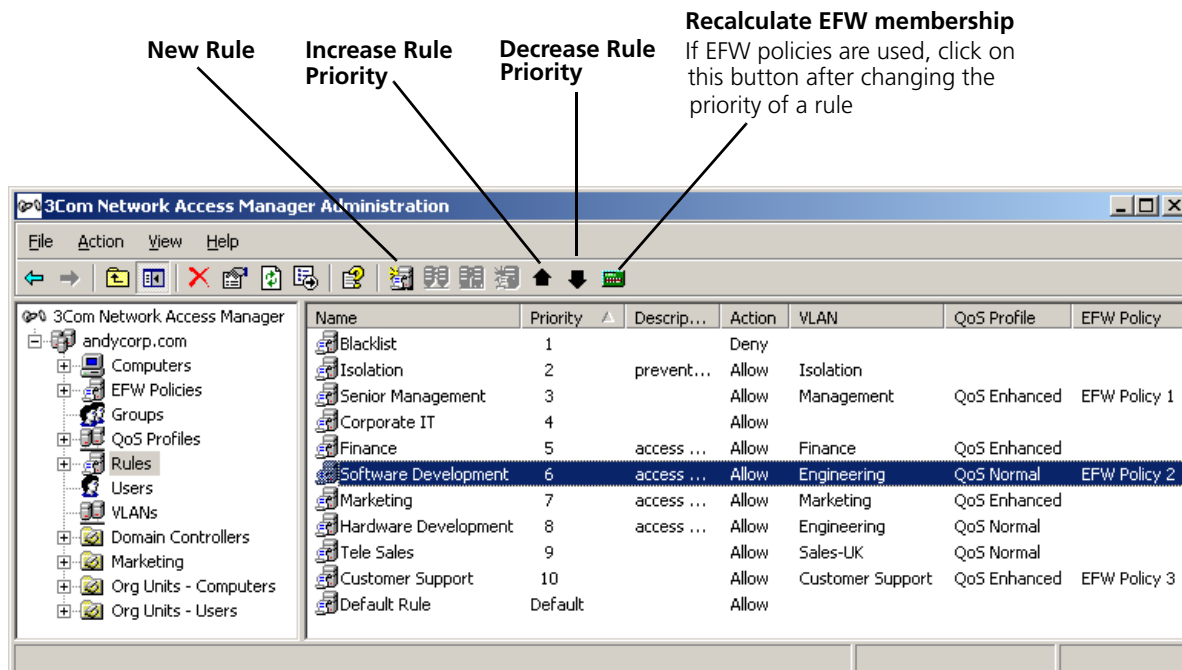 New Rule
Increase Rule
Priority
Decrease Rule
Priority
Recalculate EFW membership
If EFW policies are used, click on
this button after changing the
priority of a rule
3Com Network Access Manager Administration
File Action View Help
3Com Network Access Manager
andycorp.com
Computers
EFW Policies
Groups
QoS Profiles
Rules
Users
VLANs
Domain Controllers
Marketing
Org Units - Computers
Org Units - Users
Name Priority Descrip... Action VLAN QoS Profile EFW Policy
Blacklist 1 Deny
Isolation 2 prevent... Allow Isolation
Senior Management 3 Allow Management QoS Enhanced EFW Policy 1
Corporate IT 4 Allow
Finance 5 access ... Allow Finance QoS Enhanced
Software Development 6 access ... Allow Engineering QoS Normal EFW Policy 2
Marketing 7 access ... Allow Marketing QoS Enhanced
Hardware Development 8 access ... Allow Engineering QoS Normal
Tele Sales 9 Allow Sales-UK QoS Normal
Customer Support 10 Allow Customer Support QoS Enhanced EFW Policy 3
Default Rule Default Allow